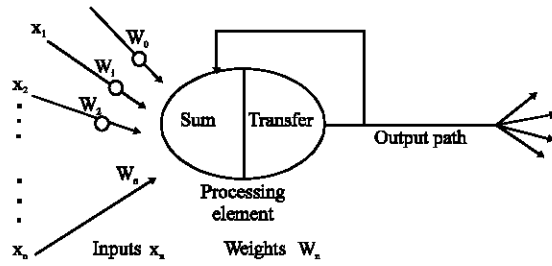 W₀
x₁
W₁
x₂
W₂
Sum Transfer
Output path
Wₙ
Processing
element
xₙ Inputs xₙ Weights Wₙ